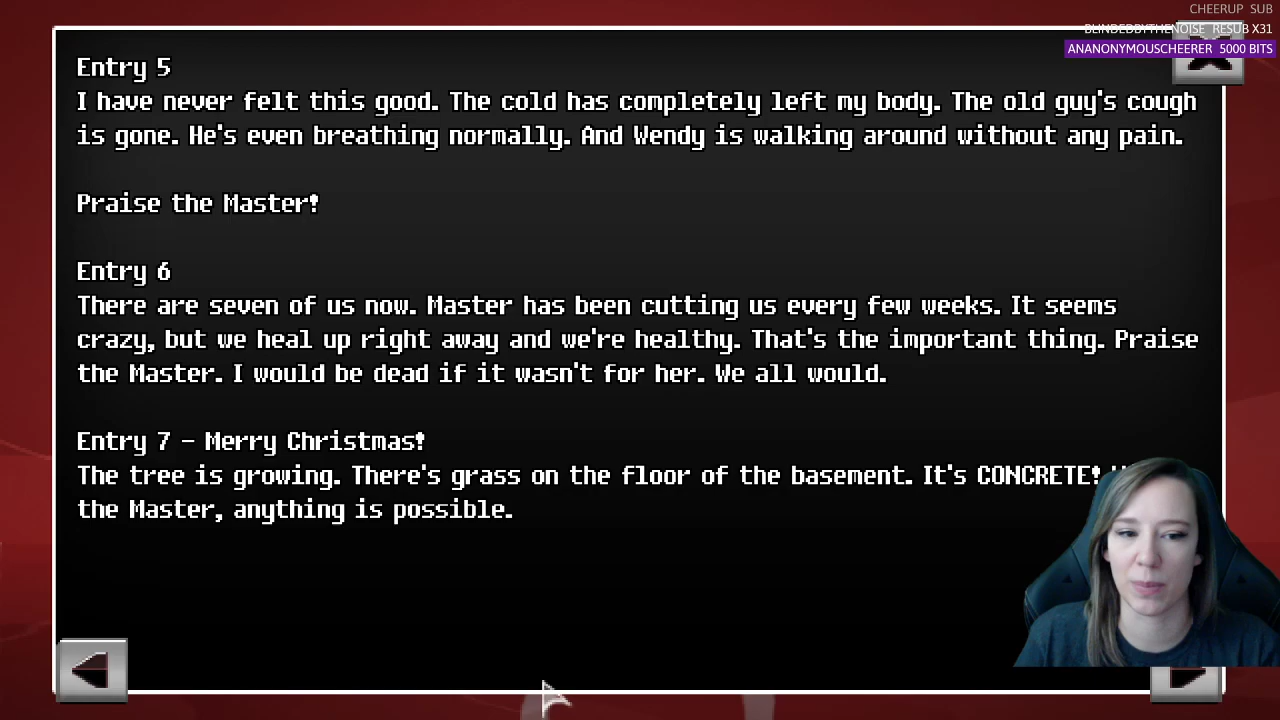 CHEERUP SUB
BLINDEDBYTHENOISE RESUB X31
ANANONYMOUSCHEERER 5000 BITS
Entry 5
I have never felt this good. The cold has completely left my body. The old guy's cough
is gone. He's even breathing normally. And Wendy is walking around without any pain.
Praise the Master!
Entry 6
There are seven of us now. Master has been cutting us every few weeks. It seems
crazy, but we heal up right away and we're healthy. That's the important thing. Praise
the Master. I would be dead if it wasn't for her. We all would.
Entry 7 - Merry Christmas!
The tree is growing. There's grass on the floor of the basement. It's CONCRETE!
the Master, anything is possible.